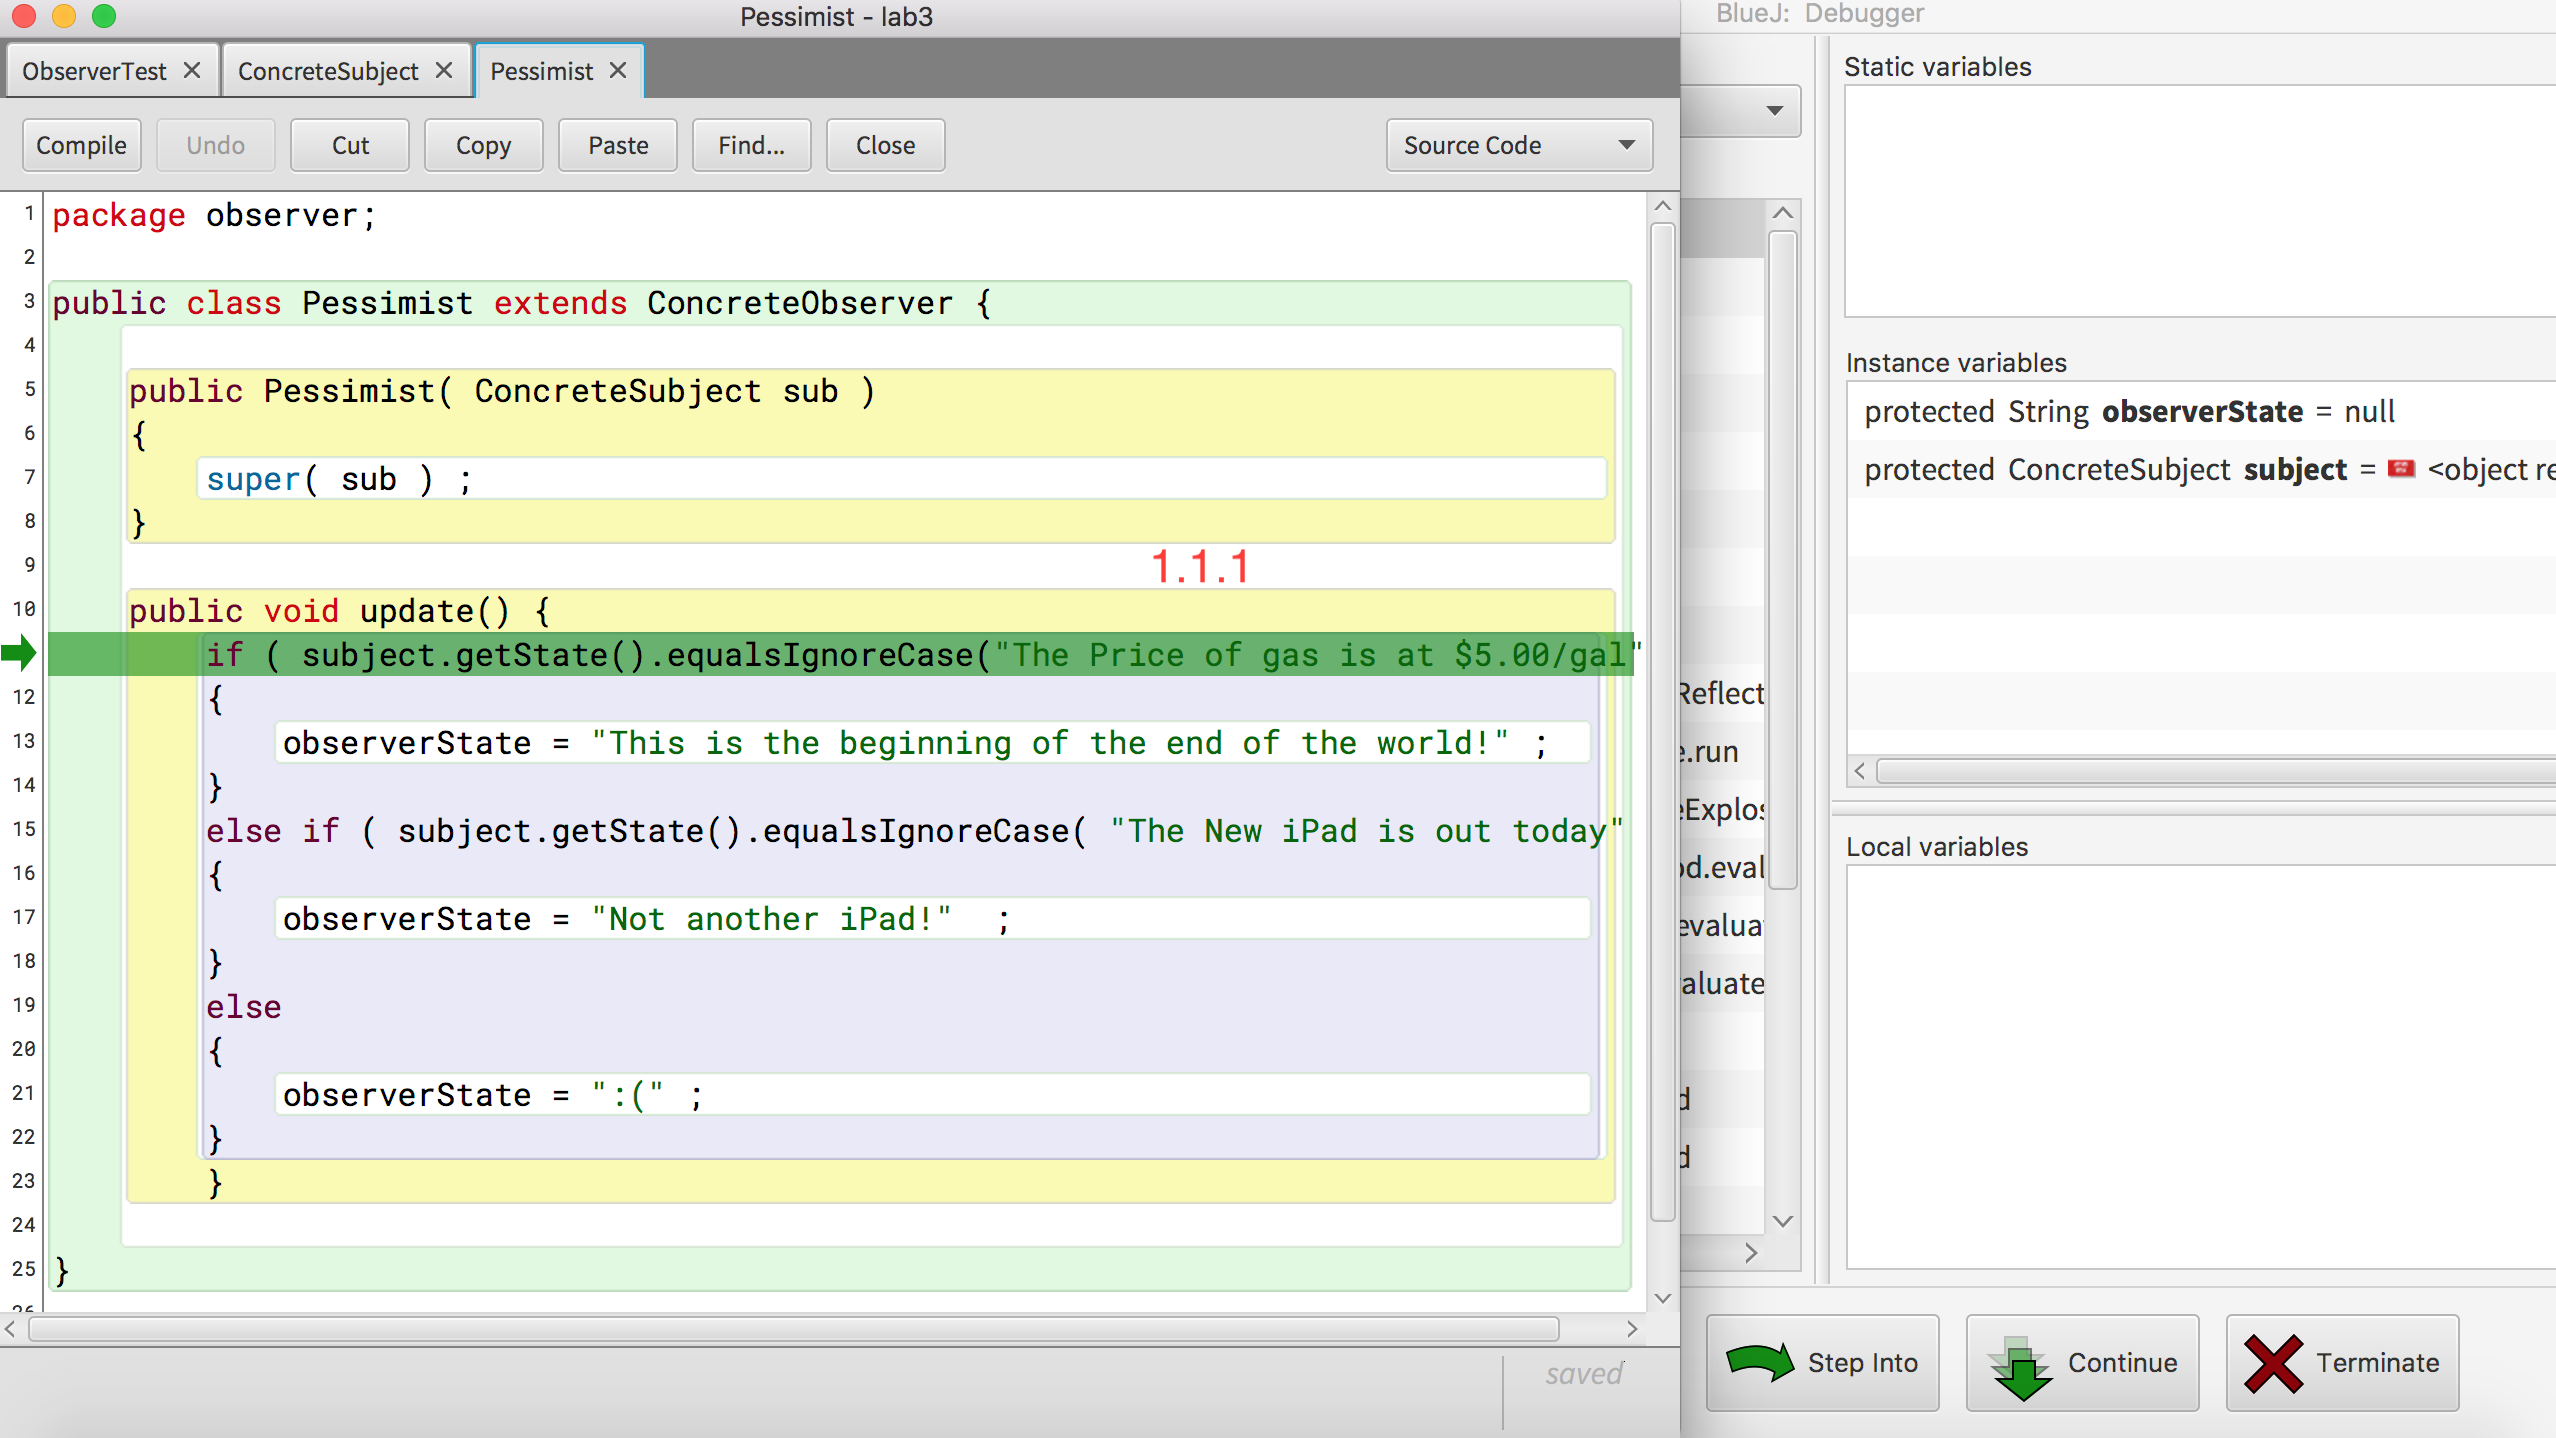 Pessimist - lab3
ObserverTest
ConcreteSubject
Pessimist
Compile
Undo
Cut
Copy
Paste
Find...
Close
Source Code
1 package observer;
2
3 public class Pessimist extends ConcreteObserver {
4
5 public Pessimist( ConcreteSubject sub )
6 {
7 super( sub ) ;
8 }
9
1.1.1
10 public void update() {
if ( subject.getState().equalsIgnoreCase("The Price of gas is at $5.00/gal"
12 {
13 observerState = "This is the beginning of the end of the world!" ;
14 }
15 else if ( subject.getState().equalsIgnoreCase( "The New iPad is out today"
16 {
17 observerState = "Not another iPad!" ;
18 }
19 else
20 {
21 observerState = ":(" ;
22 }
23 }
24
25 }
26
saved
BlueJ: Debugger
Reflect
e.run
eExplos
od.eval
evalua
aluate
d
d
Static variables
Instance variables
protected String observerState = null
protected ConcreteSubject subject = <object re
Local variables
Step Into
Continue
Terminate